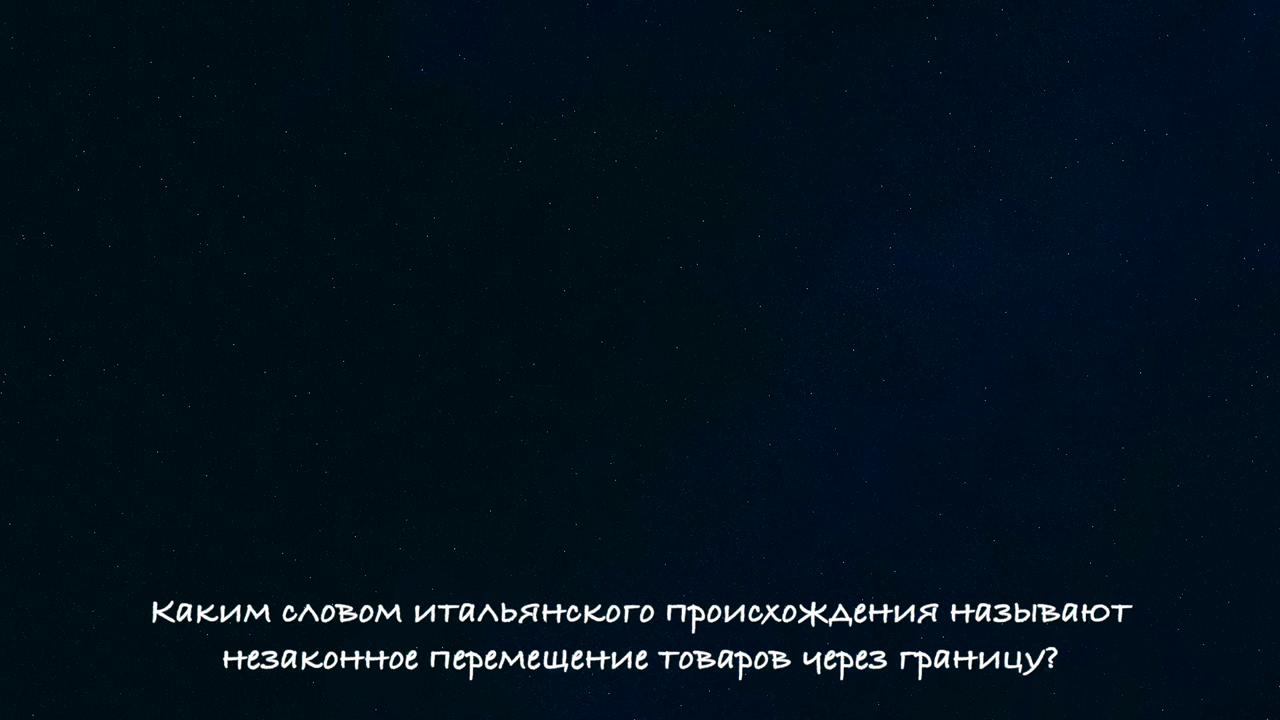 Каким словом итальянского происхождения называют
незаконное перемещение товаров через границу?